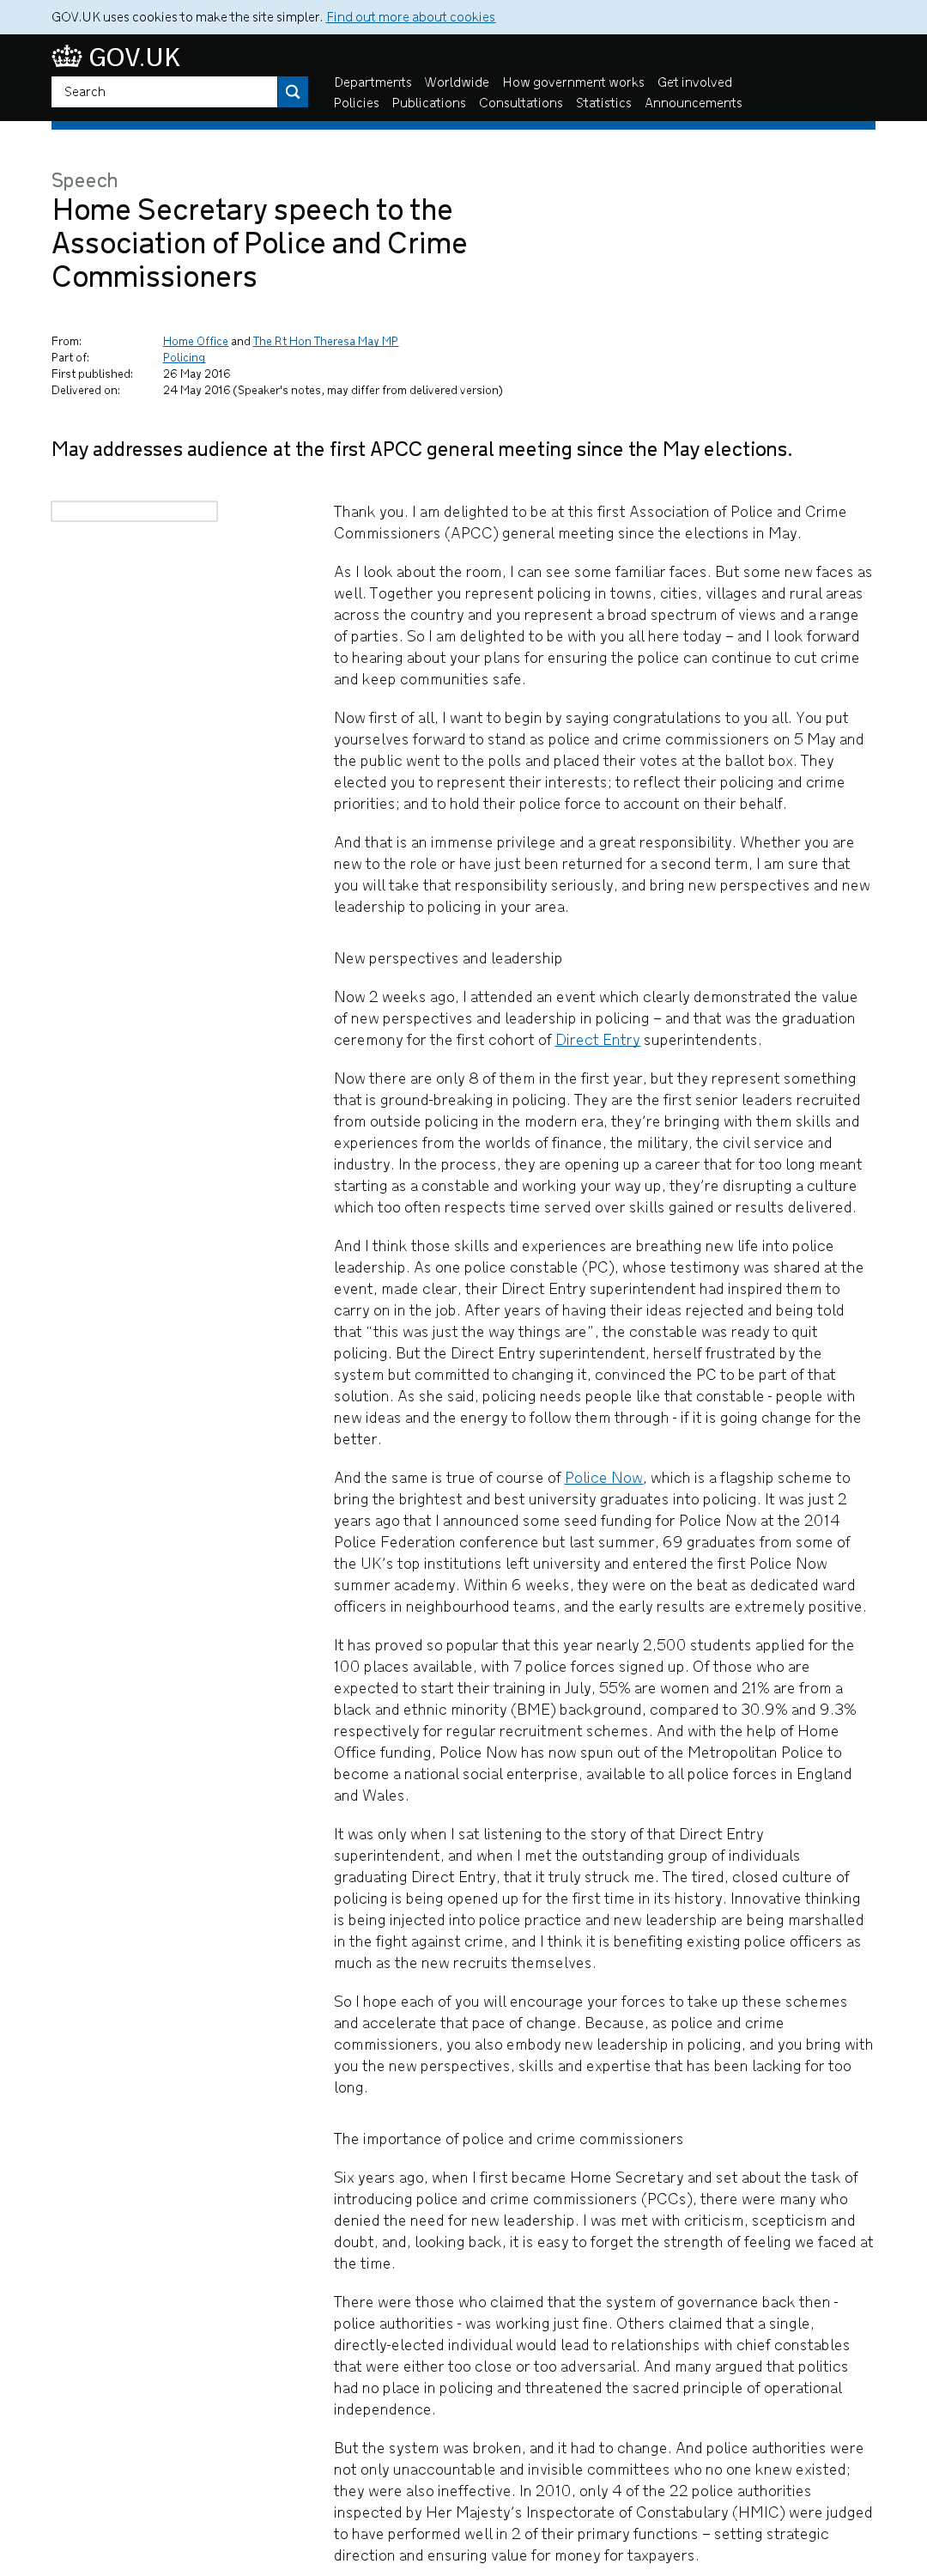 GOV.UK uses cookies to make the site simpler. Find out more about cookies
GOV.UK
Search
Departments Worldwide How government works Get involved
Policies Publications Consultations Statistics Announcements
Speech
Home Secretary speech to the
Association of Police and Crime
Commissioners
From: Home Office and The Rt Hon Theresa May MP
Part of: Policing
First published: 26 May 2016
Delivered on: 24 May 2016 (Speaker's notes, may differ from delivered version)
May addresses audience at the first APCC general meeting since the May elections.
Thank you. I am delighted to be at this first Association of Police and Crime
Commissioners (APCC) general meeting since the elections in May.
As I look about the room, I can see some familiar faces. But some new faces as
well. Together you represent policing in towns, cities, villages and rural areas
across the country and you represent a broad spectrum of views and a range
of parties. So I am delighted to be with you all here today – and I look forward
to hearing about your plans for ensuring the police can continue to cut crime
and keep communities safe.
Now first of all, I want to begin by saying congratulations to you all. You put
yourselves forward to stand as police and crime commissioners on 5 May and
the public went to the polls and placed their votes at the ballot box. They
elected you to represent their interests; to reflect their policing and crime
priorities; and to hold their police force to account on their behalf.
And that is an immense privilege and a great responsibility. Whether you are
new to the role or have just been returned for a second term, I am sure that
you will take that responsibility seriously, and bring new perspectives and new
leadership to policing in your area.
New perspectives and leadership
Now 2 weeks ago, I attended an event which clearly demonstrated the value
of new perspectives and leadership in policing – and that was the graduation
ceremony for the first cohort of Direct Entry superintendents.
Now there are only 8 of them in the first year, but they represent something
that is ground-breaking in policing. They are the first senior leaders recruited
from outside policing in the modern era, they’re bringing with them skills and
experiences from the worlds of finance, the military, the civil service and
industry. In the process, they are opening up a career that for too long meant
starting as a constable and working your way up, they’re disrupting a culture
which too often respects time served over skills gained or results delivered.
And I think those skills and experiences are breathing new life into police
leadership. As one police constable (PC), whose testimony was shared at the
event, made clear, their Direct Entry superintendent had inspired them to
carry on in the job. After years of having their ideas rejected and being told
that “this was just the way things are”, the constable was ready to quit
policing. But the Direct Entry superintendent, herself frustrated by the
system but committed to changing it, convinced the PC to be part of that
solution. As she said, policing needs people like that constable - people with
new ideas and the energy to follow them through - if it is going change for the
better.
And the same is true of course of Police Now, which is a flagship scheme to
bring the brightest and best university graduates into policing. It was just 2
years ago that I announced some seed funding for Police Now at the 2014
Police Federation conference but last summer, 69 graduates from some of
the UK’s top institutions left university and entered the first Police Now
summer academy. Within 6 weeks, they were on the beat as dedicated ward
officers in neighbourhood teams, and the early results are extremely positive.
It has proved so popular that this year nearly 2,500 students applied for the
100 places available, with 7 police forces signed up. Of those who are
expected to start their training in July, 55% are women and 21% are from a
black and ethnic minority (BME) background, compared to 30.9% and 9.3%
respectively for regular recruitment schemes. And with the help of Home
Office funding, Police Now has now spun out of the Metropolitan Police to
become a national social enterprise, available to all police forces in England
and Wales.
It was only when I sat listening to the story of that Direct Entry
superintendent, and when I met the outstanding group of individuals
graduating Direct Entry, that it truly struck me. The tired, closed culture of
policing is being opened up for the first time in its history. Innovative thinking
is being injected into police practice and new leadership are being marshalled
in the fight against crime, and I think it is benefiting existing police officers as
much as the new recruits themselves.
So I hope each of you will encourage your forces to take up these schemes
and accelerate that pace of change. Because, as police and crime
commissioners, you also embody new leadership in policing, and you bring with
you the new perspectives, skills and expertise that has been lacking for too
long.
The importance of police and crime commissioners
Six years ago, when I first became Home Secretary and set about the task of
introducing police and crime commissioners (PCCs), there were many who
denied the need for new leadership. I was met with criticism, scepticism and
doubt, and, looking back, it is easy to forget the strength of feeling we faced at
the time.
There were those who claimed that the system of governance back then -
police authorities - was working just fine. Others claimed that a single,
directly-elected individual would lead to relationships with chief constables
that were either too close or too adversarial. And many argued that politics
had no place in policing and threatened the sacred principle of operational
independence.
But the system was broken, and it had to change. And police authorities were
not only unaccountable and invisible committees who no one knew existed;
they were also ineffective. In 2010, only 4 of the 22 police authorities
inspected by Her Majesty’s Inspectorate of Constabulary (HMIC) were judged
to have performed well in 2 of their primary functions – setting strategic
direction and ensuring value for money for taxpayers.